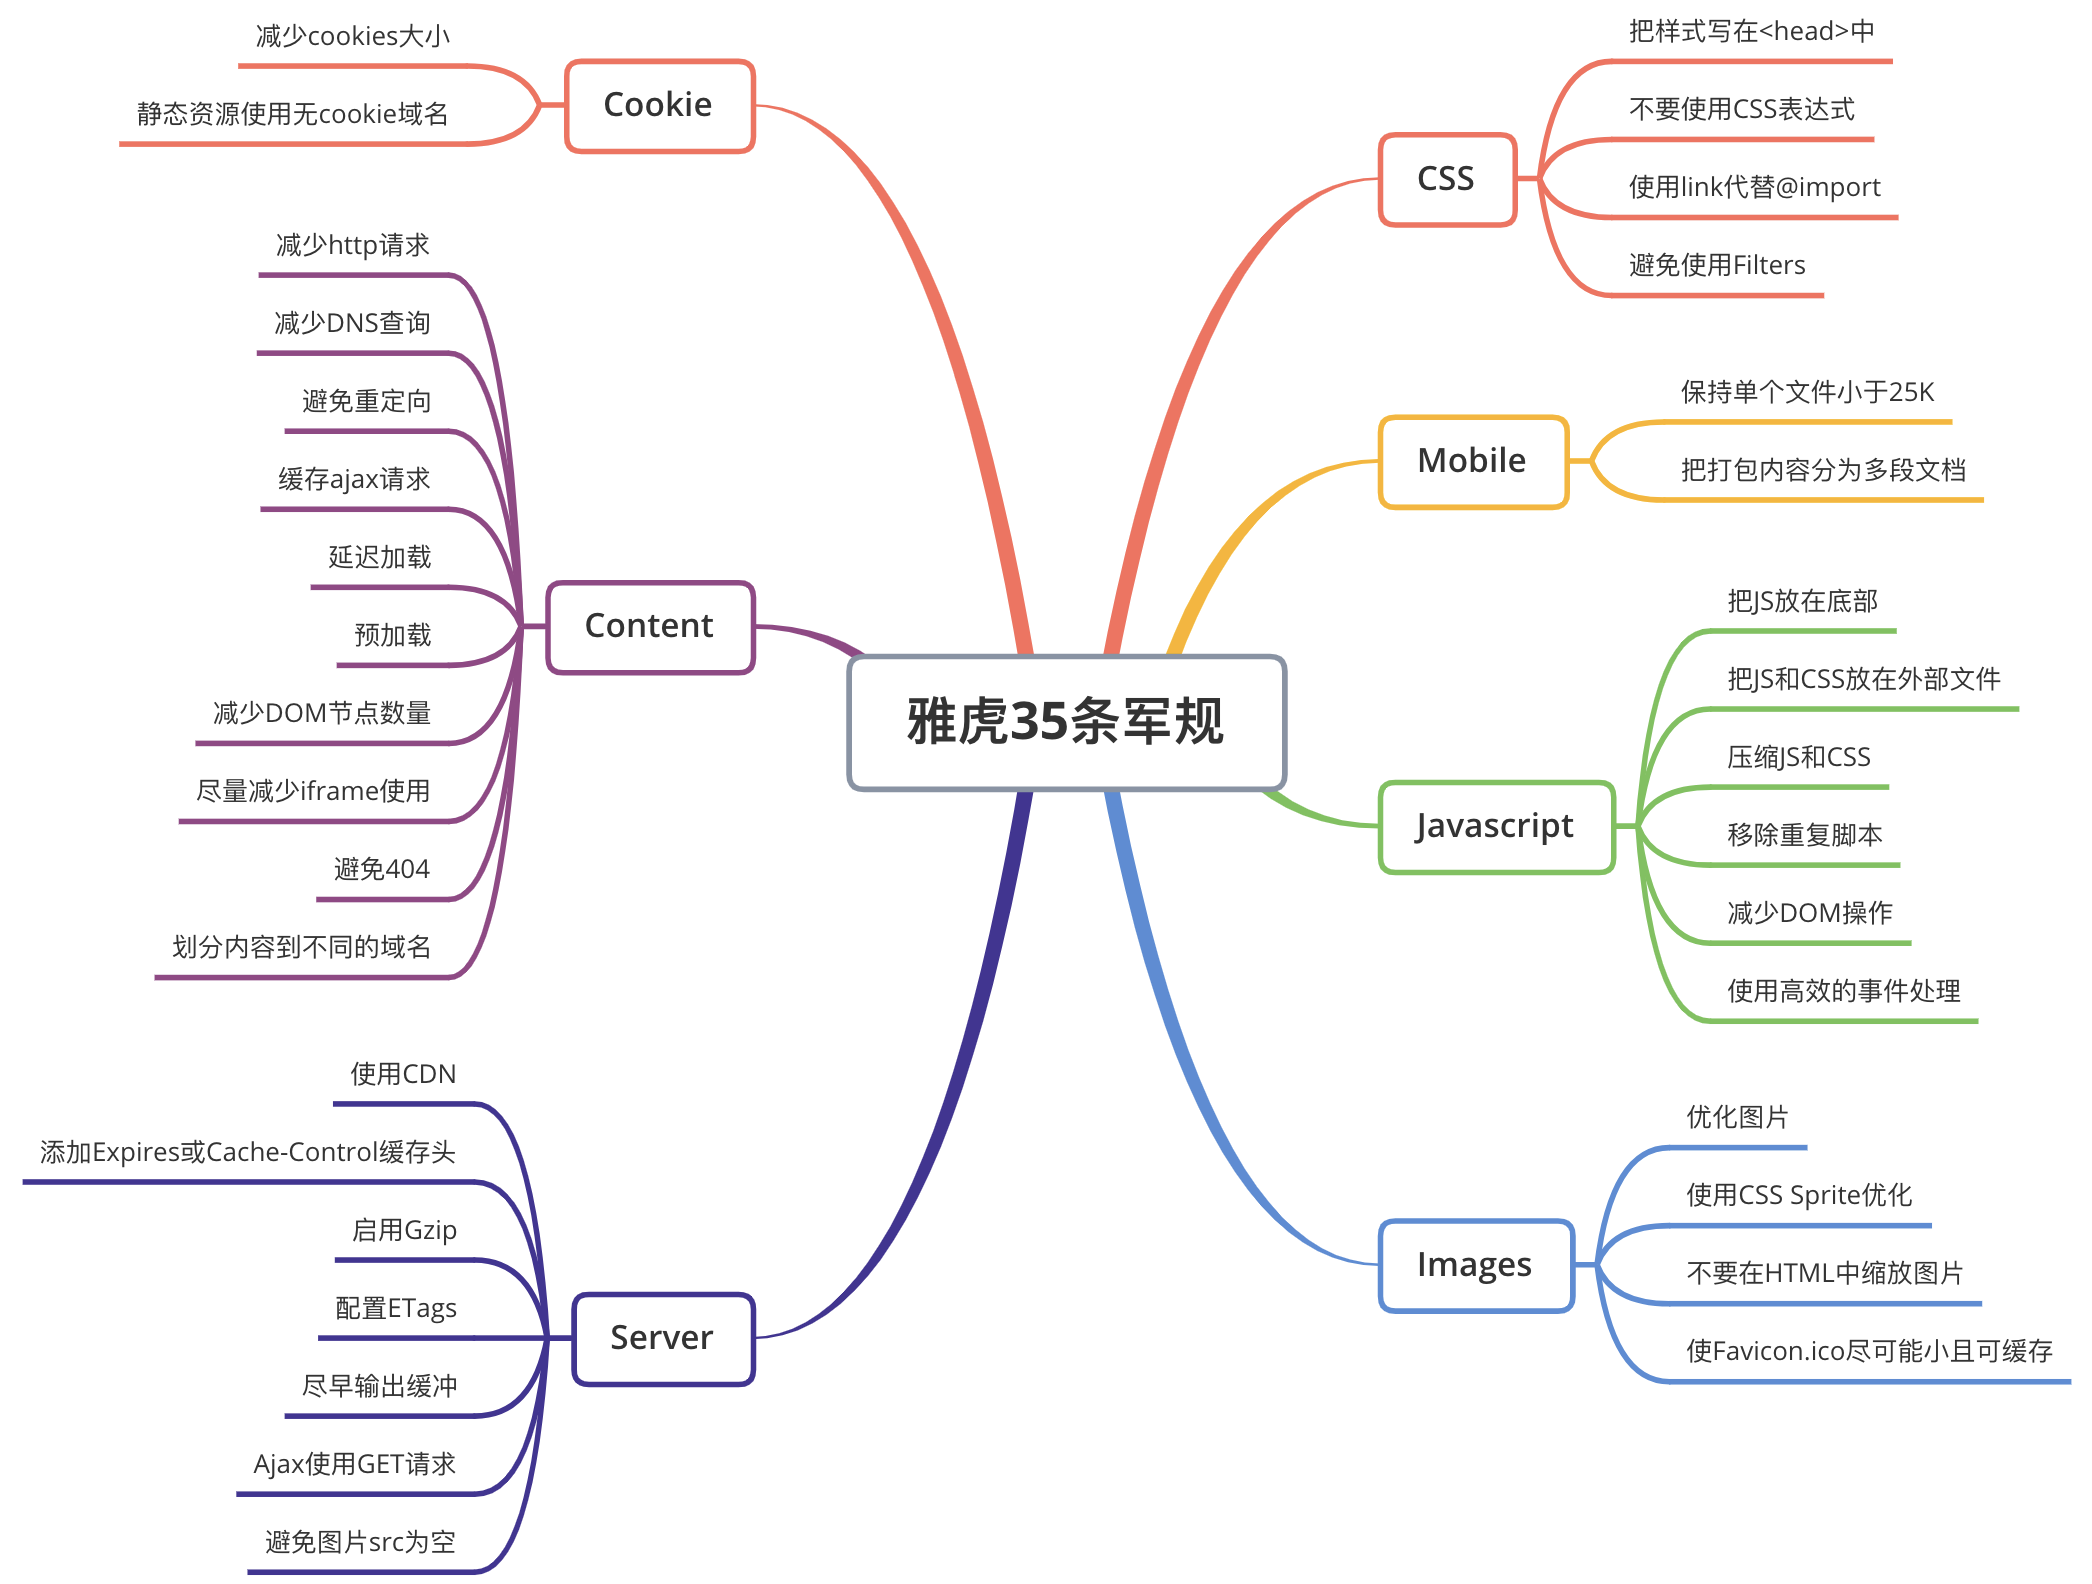 雅虎35条军规
Cookie
减少cookies大小
静态资源使用无cookie域名
Content
减少http请求
减少DNS查询
避免重定向
缓存ajax请求
延迟加载
预加载
减少DOM节点数量
尽量减少iframe使用
避免404
划分内容到不同的域名
Server
使用CDN
添加Expires或Cache-Control缓存头
启用Gzip
配置ETags
尽早输出缓冲
Ajax使用GET请求
避免图片src为空
CSS
把样式写在<head>中
不要使用CSS表达式
使用link代替@import
避免使用Filters
Mobile
保持单个文件小于25K
把打包内容分为多段文档
Javascript
把JS放在底部
把JS和CSS放在外部文件
压缩JS和CSS
移除重复脚本
减少DOM操作
使用高效的事件处理
Images
优化图片
使用CSS Sprite优化
不要在HTML中缩放图片
使Favicon.ico尽可能小且可缓存